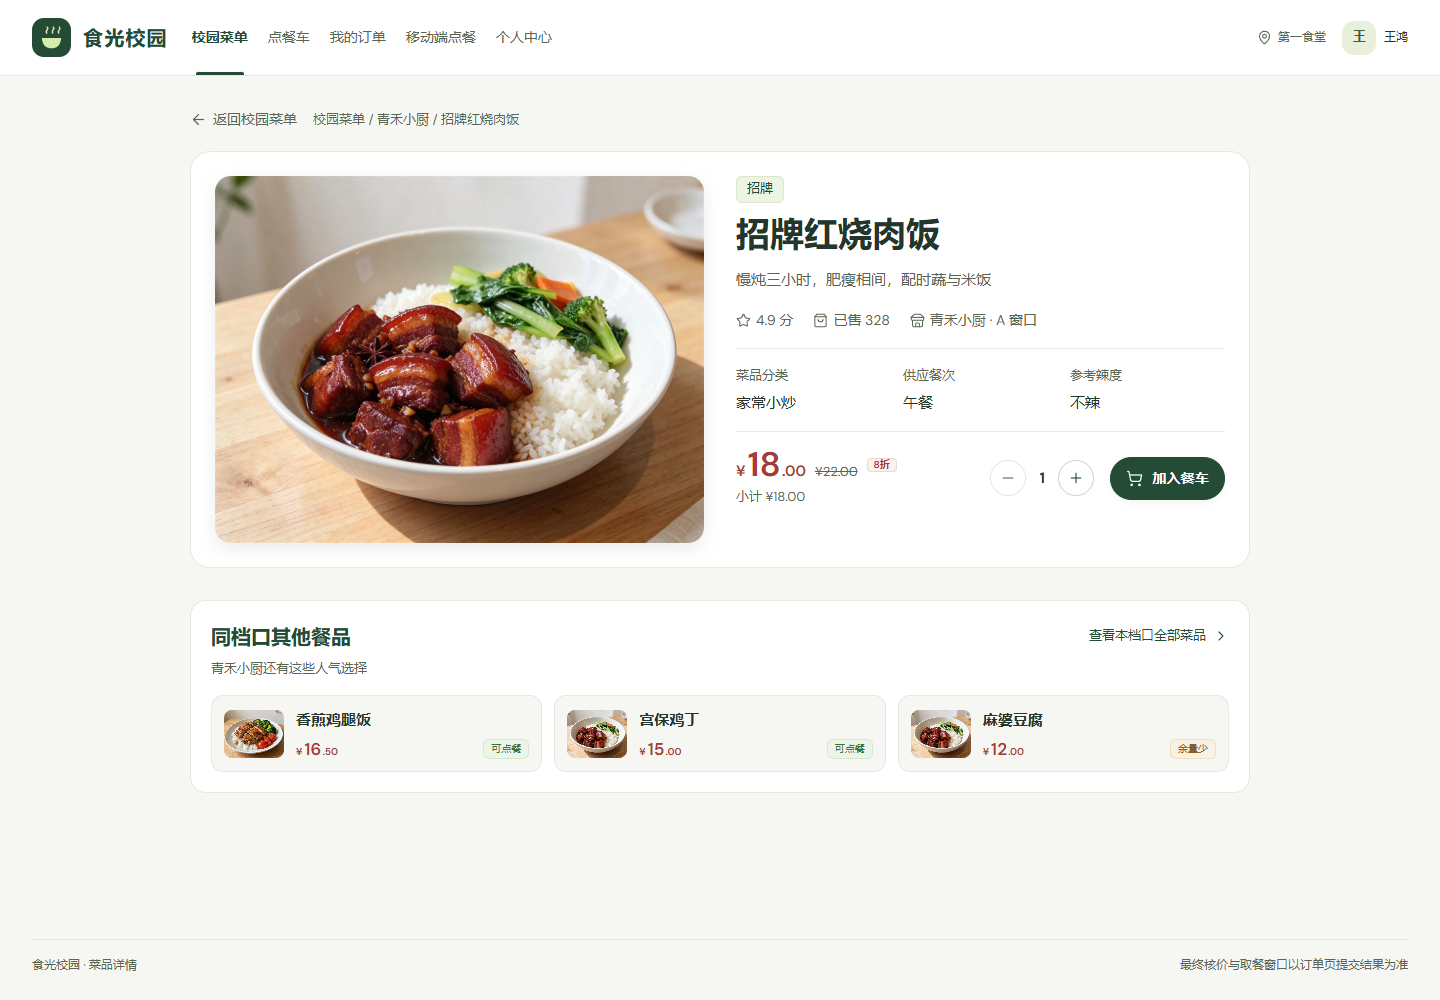 食光校园
校园菜单 点餐车 我的订单 移动端点餐 个人中心
第一食堂 王 王鸿
返回校园菜单 校园菜单 / 青禾小厨 / 招牌红烧肉饭
招牌
招牌红烧肉饭
慢炖三小时，肥瘦相间，配时蔬与米饭
4.9 分 已售 328 青禾小厨 · A 窗口
菜品分类 供应餐次 参考辣度
家常小炒 午餐 不辣
¥18.00 ¥22.00 8折
小计 ¥18.00
1
加入餐车
同档口其他餐品
查看本档口全部菜品
青禾小厨还有这些人气选择
香煎鸡腿饭
¥16.50 可点餐
宫保鸡丁
¥15.00 可点餐
麻婆豆腐
¥12.00 余量少
食光校园 · 菜品详情
最终核价与取餐窗口以订单页提交结果为准